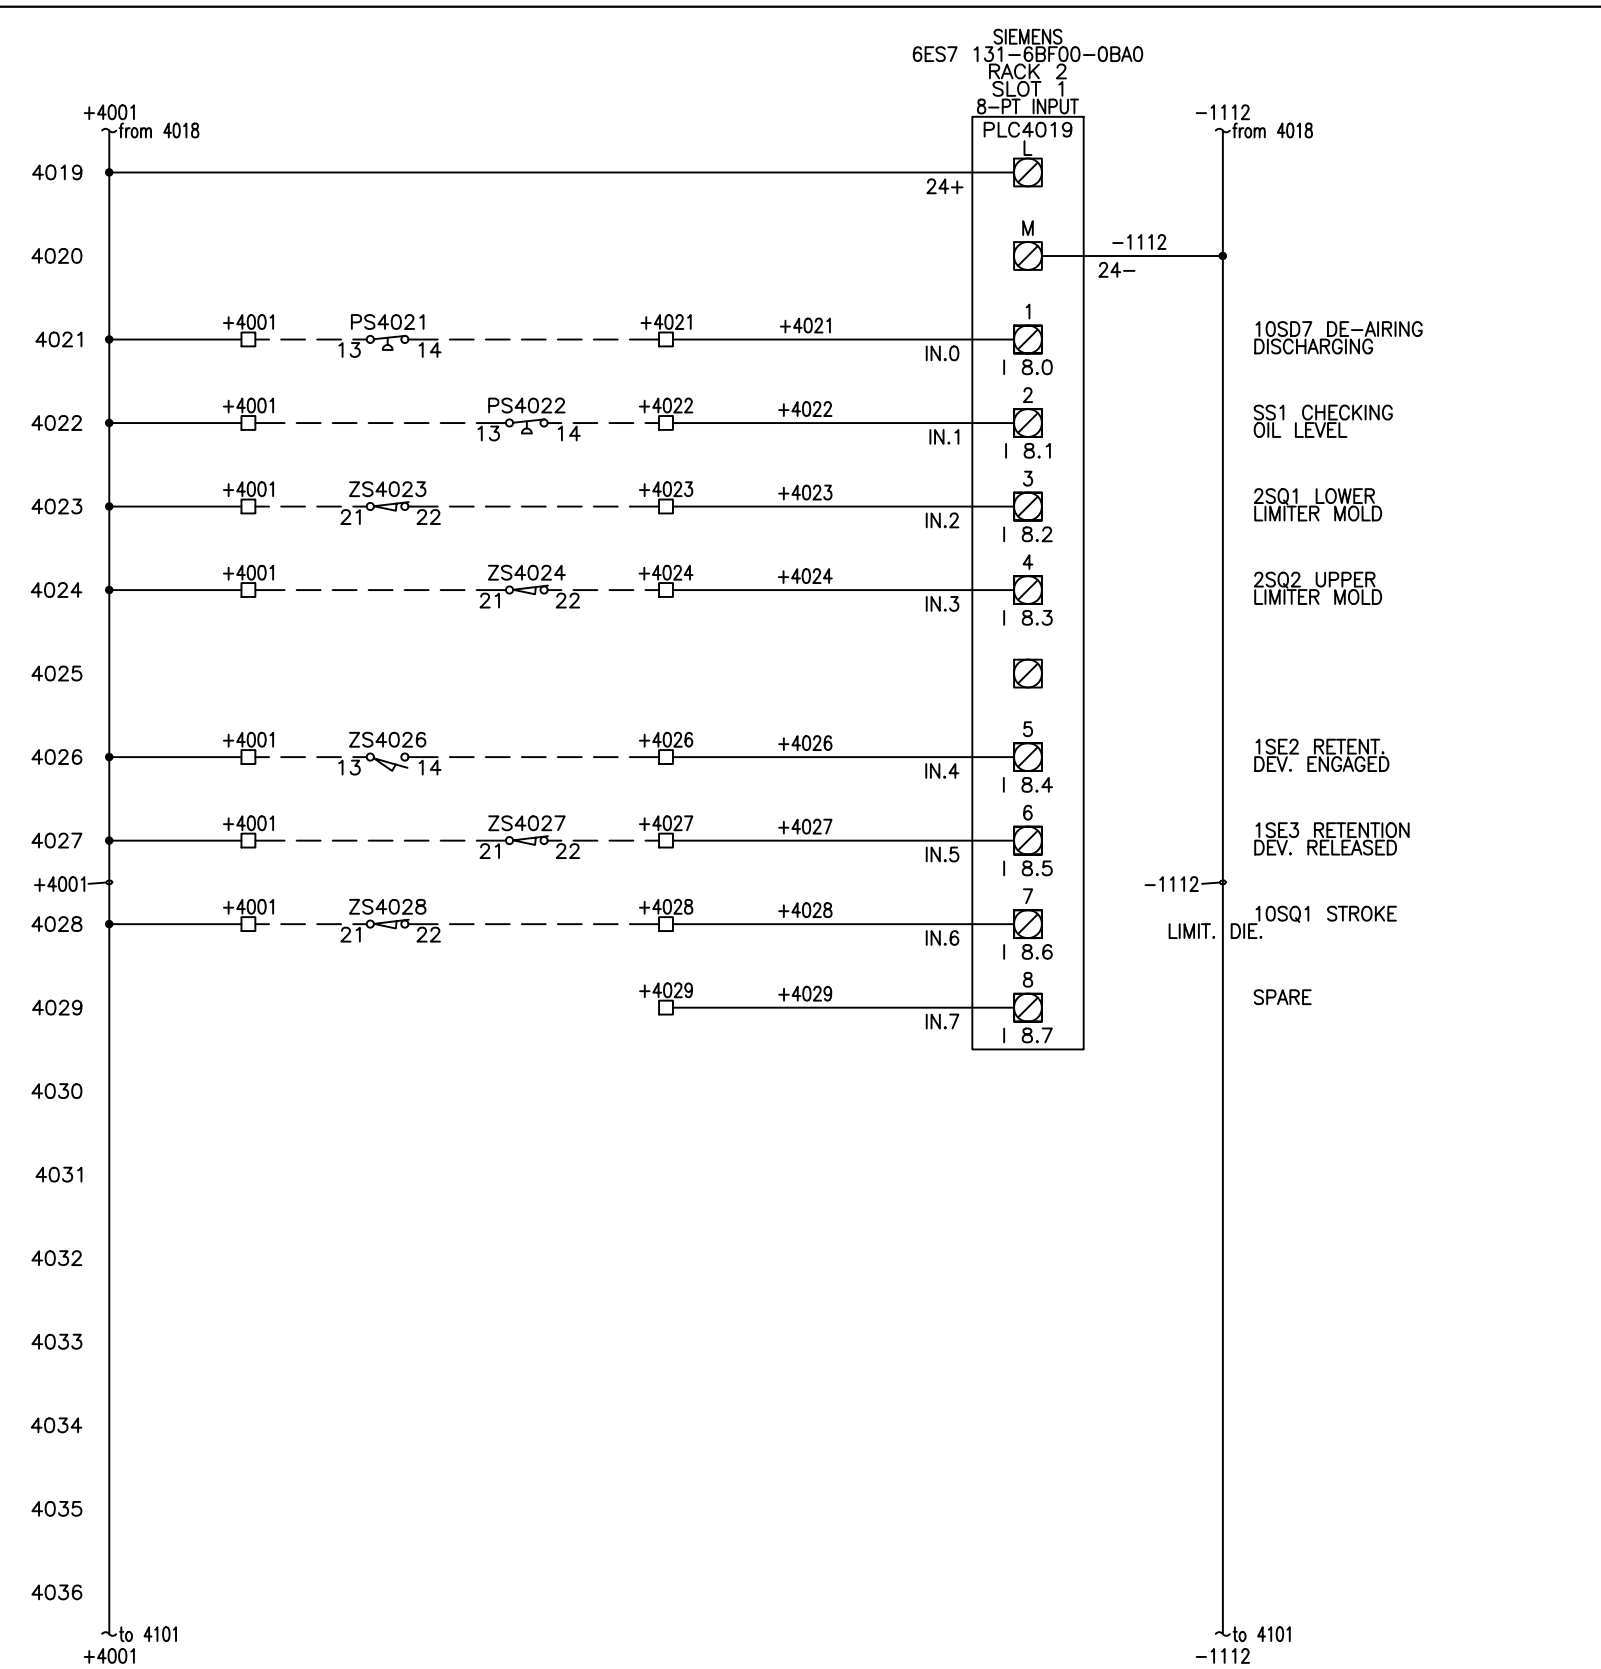 SIEMENS
6ES7 131-6BF00-0BA0
RACK 2
SLOT 1
8-PT INPUT
+4001
from 4018
PLC4019
-1112
from 4018
4019
L
24+
4020
M
-1112
24-
4021
+4001
PS4021
13
14
+4021
+4021
IN.0
1
I 8.0
10SD7 DE-AIRING
DISCHARGING
4022
+4001
PS4022
13
14
+4022
+4022
IN.1
2
I 8.1
SS1 CHECKING
OIL LEVEL
4023
+4001
ZS4023
21
22
+4023
+4023
IN.2
3
I 8.2
2SQ1 LOWER
LIMITER MOLD
4024
+4001
ZS4024
21
22
+4024
+4024
IN.3
4
I 8.3
2SQ2 UPPER
LIMITER MOLD
4025
4026
+4001
ZS4026
13
14
+4026
+4026
IN.4
5
I 8.4
1SE2 RETENT.
DEV. ENGAGED
4027
+4001
ZS4027
21
22
+4027
+4027
IN.5
6
I 8.5
1SE3 RETENTION
DEV. RELEASED
+4001
-1112
4028
+4001
ZS4028
21
22
+4028
+4028
IN.6
7
I 8.6
10SQ1 STROKE
LIMIT. DIE.
4029
+4029
+4029
IN.7
8
I 8.7
SPARE
4030
4031
4032
4033
4034
4035
4036
to 4101
+4001
to 4101
-1112